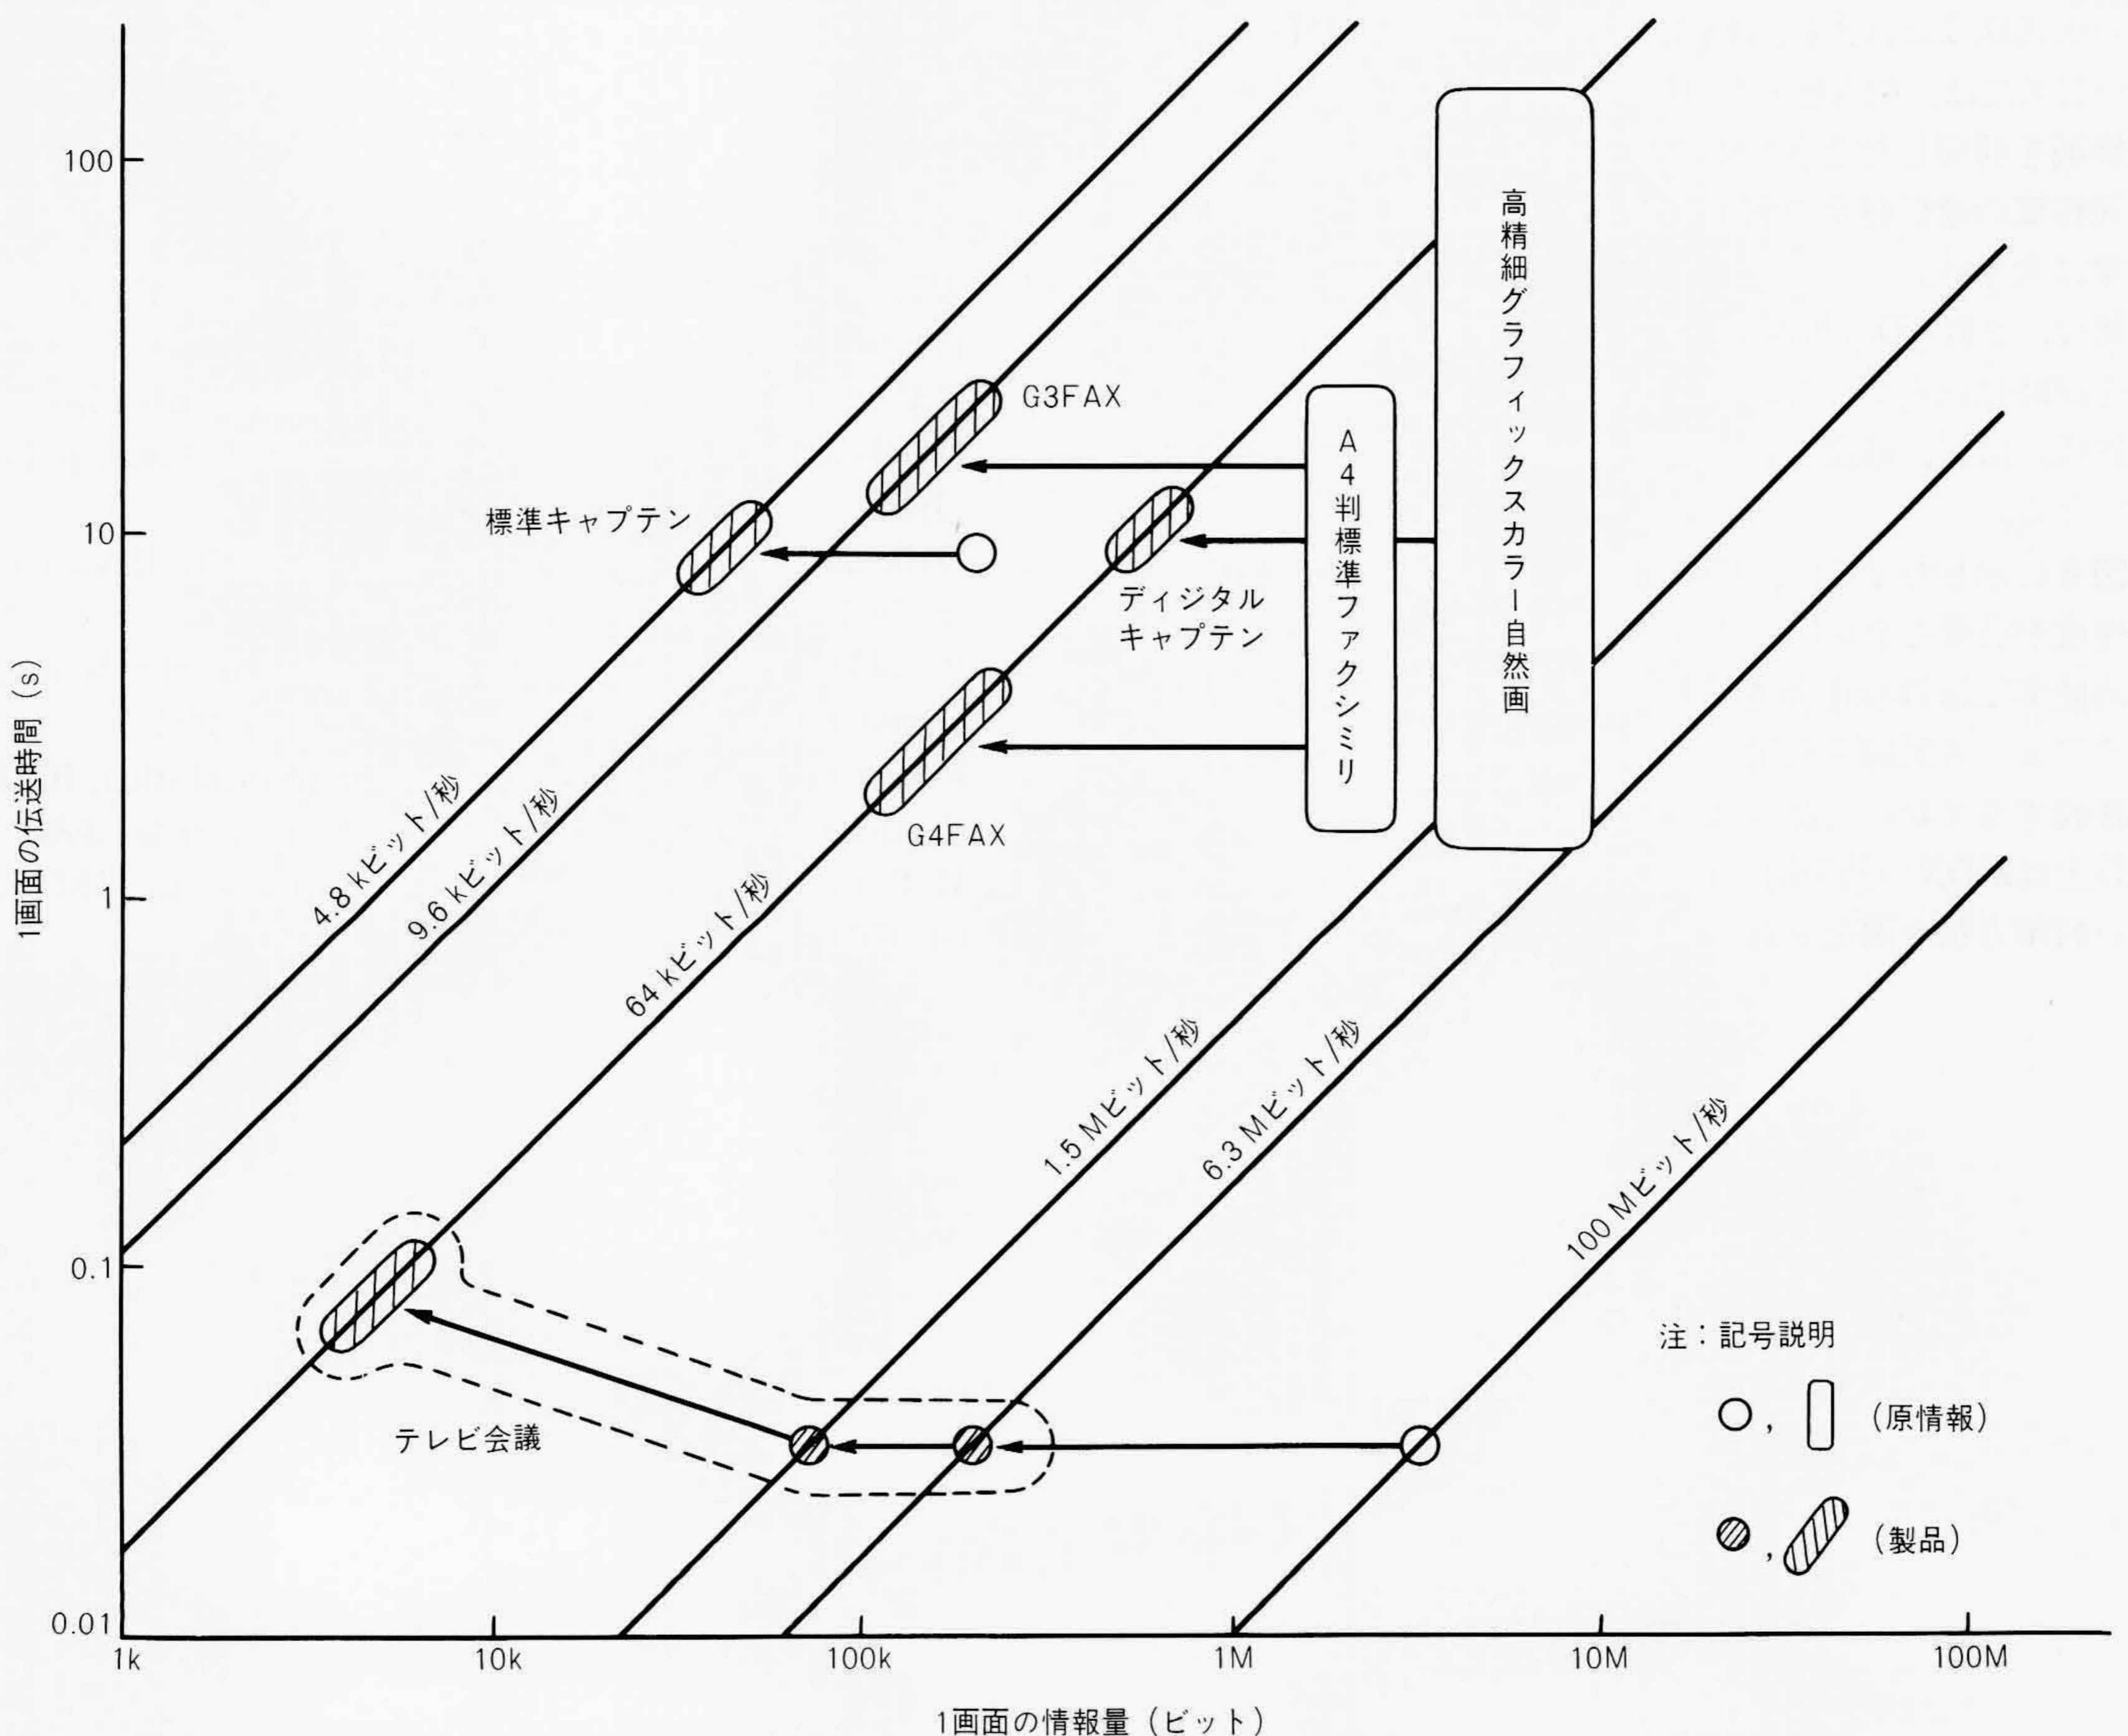 100
10
1
0.1
0.01
1画面の伝送時間(s)
1k
10k
100k
1M
10M
100M
1画面の情報量(ビット)
4.8kビット/秒
9.6kビット/秒
64kビット/秒
1.5Mビット/秒
6.3Mビット/秒
100Mビット/秒
標準キャプテン
G3FAX
ディジタル
キャプテン
G4FAX
A4判標準ファクシミリ
高精細グラフィックスカラー自然画
テレビ会議
注:記号説明
, (原情報)
, (製品)